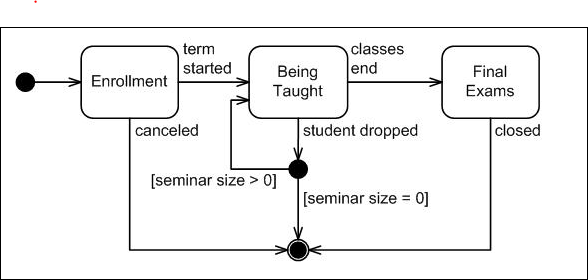 term
started
classes
end
Enrollment
Being
Taught
Final
Exams
canceled
student dropped
closed
[seminar size > 0]
[seminar size = 0]